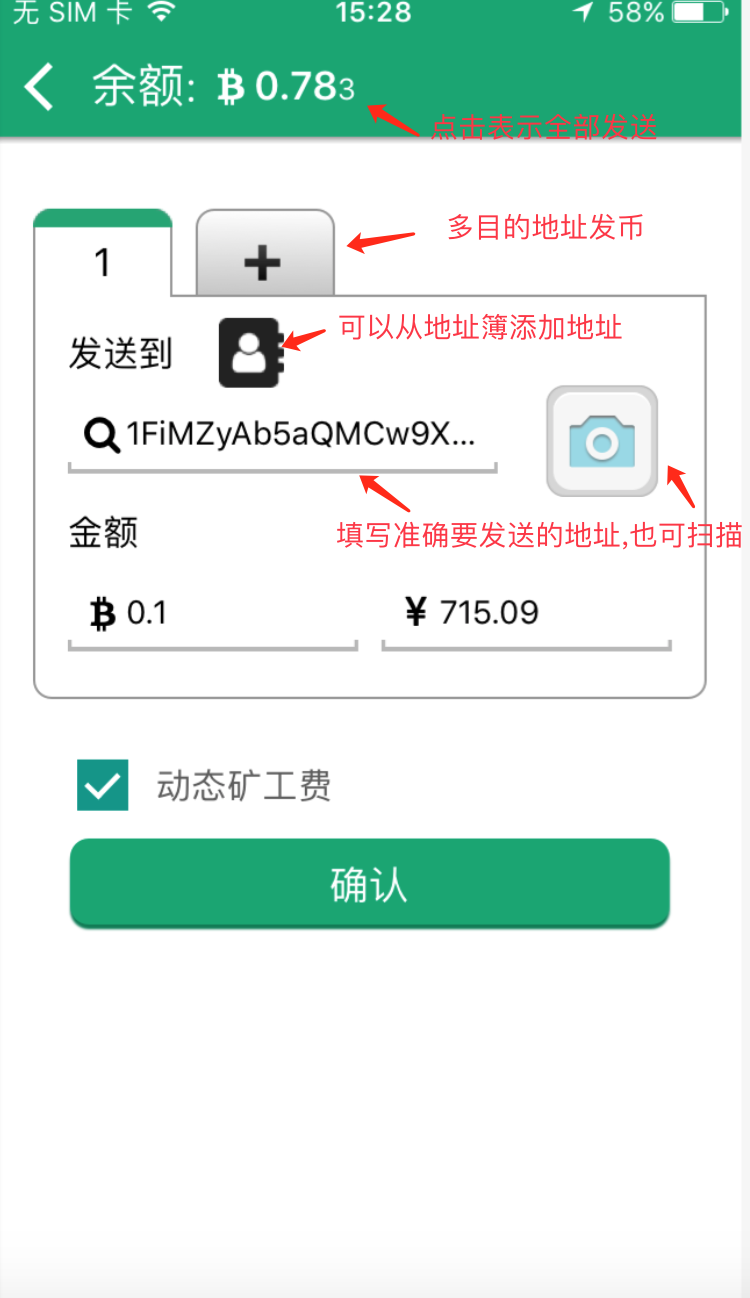 无 SIM 卡 15:28 58%
余额: ₿ 0.783
点击表示全部发送
1 +
多目的地址发币
发送到
可以从地址簿添加地址
1FiMZyAb5aQMCw9X...
金额
填写准确要发送的地址,也可扫描
₿ 0.1 ¥ 715.09
动态矿工费
确认